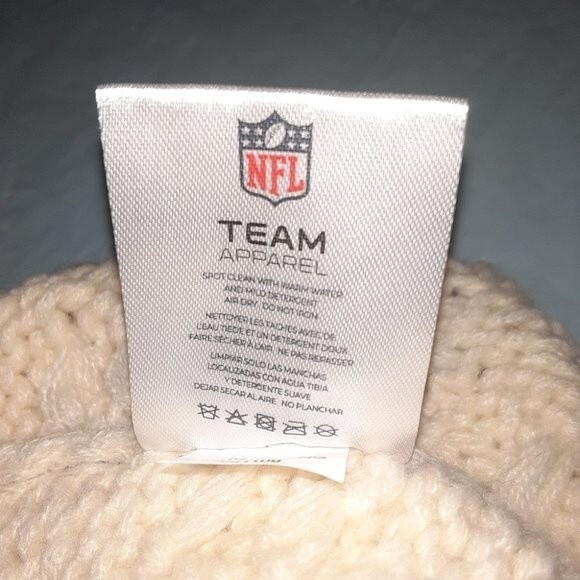 NFL
TEAM
APPAREL
SPOT CLEAN WITH WARM WATER
AND MILD DETERGENT
AIR DRY DO NOT IRON
NETTOYER LES TACHES AVEC DE
L'EAU TIEDE ET UN DETERGENT DOUX
FAIRE SÉCHER À L'AIR NE PAS REPASSER
LIMPIAR SOLO LAS MANCHAS
LOCALIZADAS CON AGUA TIBIA
Y DETERGENTE SUAVE
DEJAR SECAR AL AIRE NO PLANCHAR